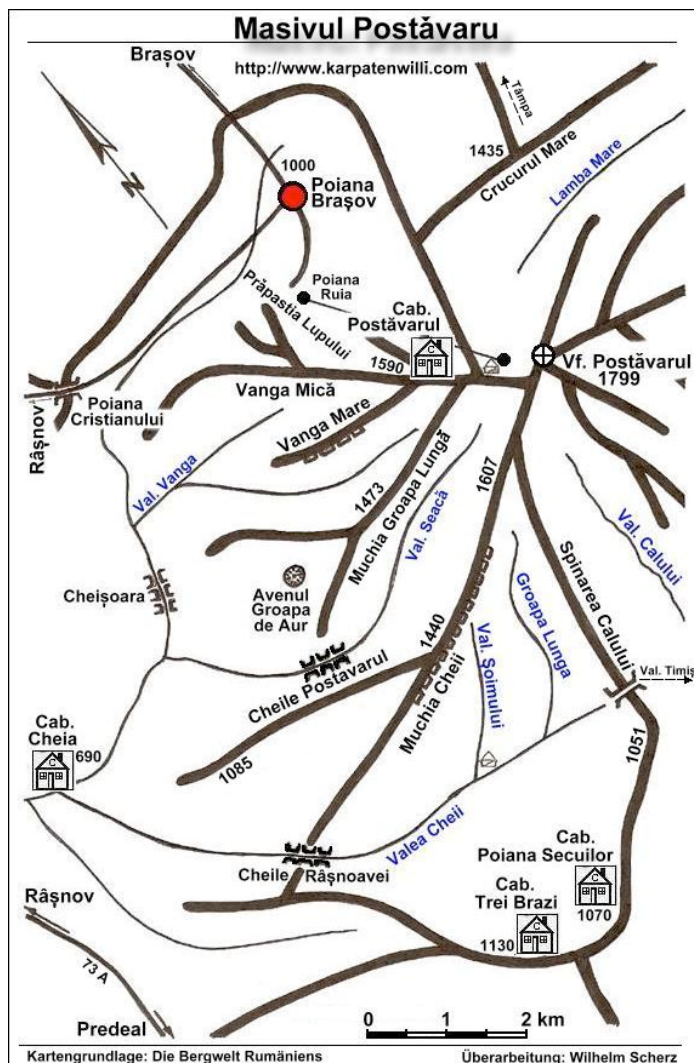 Masivul Postăvaru
http://www.karpatenwilli.com
Brașov
Tâmpa
1435
Crucurul Mare
Lamba Mare
N
1000
Poiana
Brașov
Poiana
Ruia
Prăpastia Lupului
Cab.
Postăvarul
1590
Vf. Postăvarul
1799
Vanga Mică
Râșnov
Poiana
Cristianului
Vanga Mare
Val. Vanga
1473
Muchia Groapa Lungă
Val. Seacă
1607
Val. Calului
Spinarea Calului
Groapa Lunga
Cheișoara
Avenul
Groapa
de Aur
1440
Muchia Cheii
Val. Șoimului
Val. Timiș
Cheile Postavarul
1085
Cab.
Cheia
690
1051
Valea Cheii
Cheile Râșnoavei
Cab.
Poiana Secuilor
1070
Cab.
Trei Brazi
1130
Râșnov
73 A
Predeal
0 1 2 km
Kartengrundlage: Die Bergwelt Rumäniens
Überarbeitung: Wilhelm Scherz